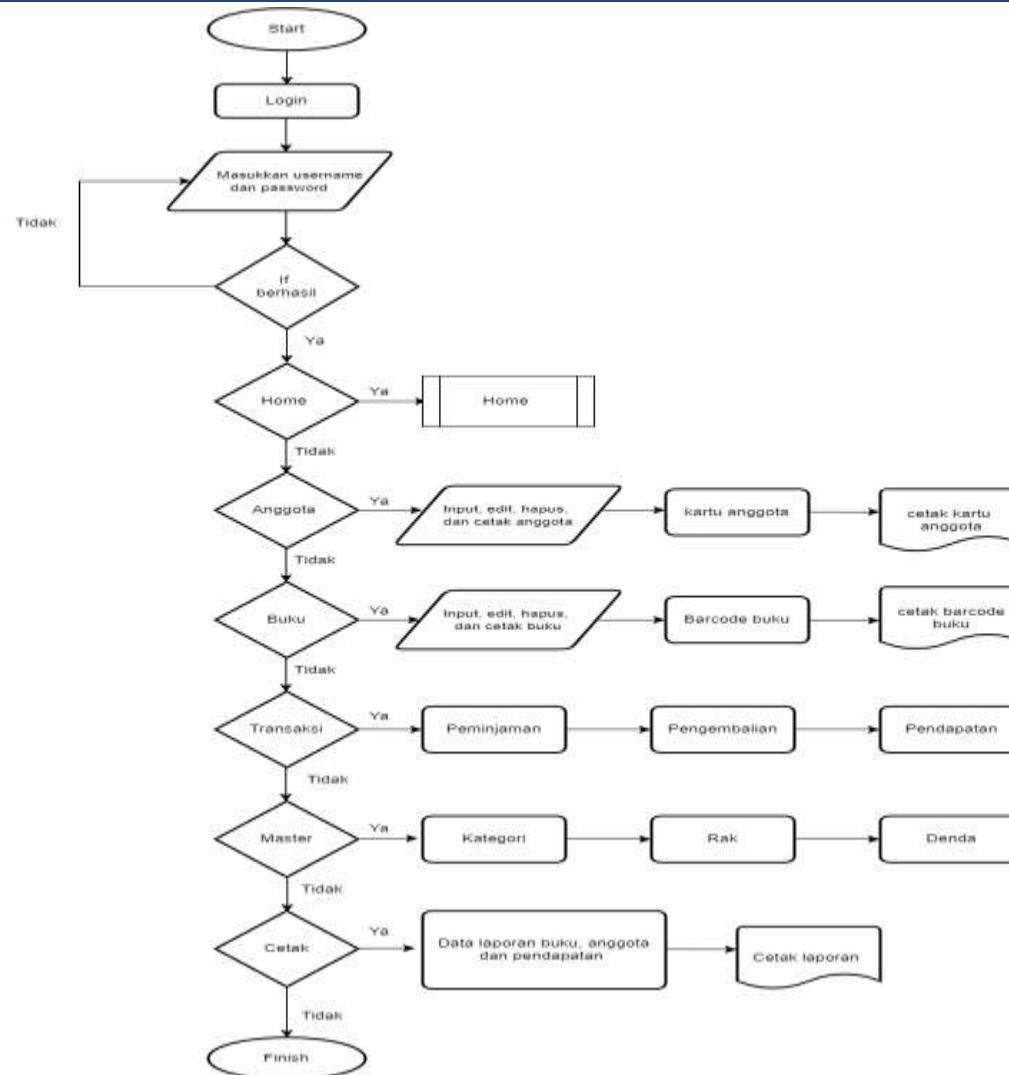 Start
Login
Masukkan username
dan password
Tidak
If
berhasil
Ya
Home
Ya
Home
Tidak
Anggota
Ya
Input, edit, hapus,
dan cetak anggota
kartu anggota
cetak kartu
anggota
Tidak
Buku
Ya
Input, edit, hapus,
dan cetak buku
Barcode buku
cetak barcode
buku
Tidak
Transaksi
Ya
Peminjaman
Pengembalian
Pendapatan
Tidak
Master
Ya
Kategori
Rak
Denda
Tidak
Cetak
Ya
Data laporan buku, anggota
dan pendapatan
Cetak laporan
Tidak
Finish